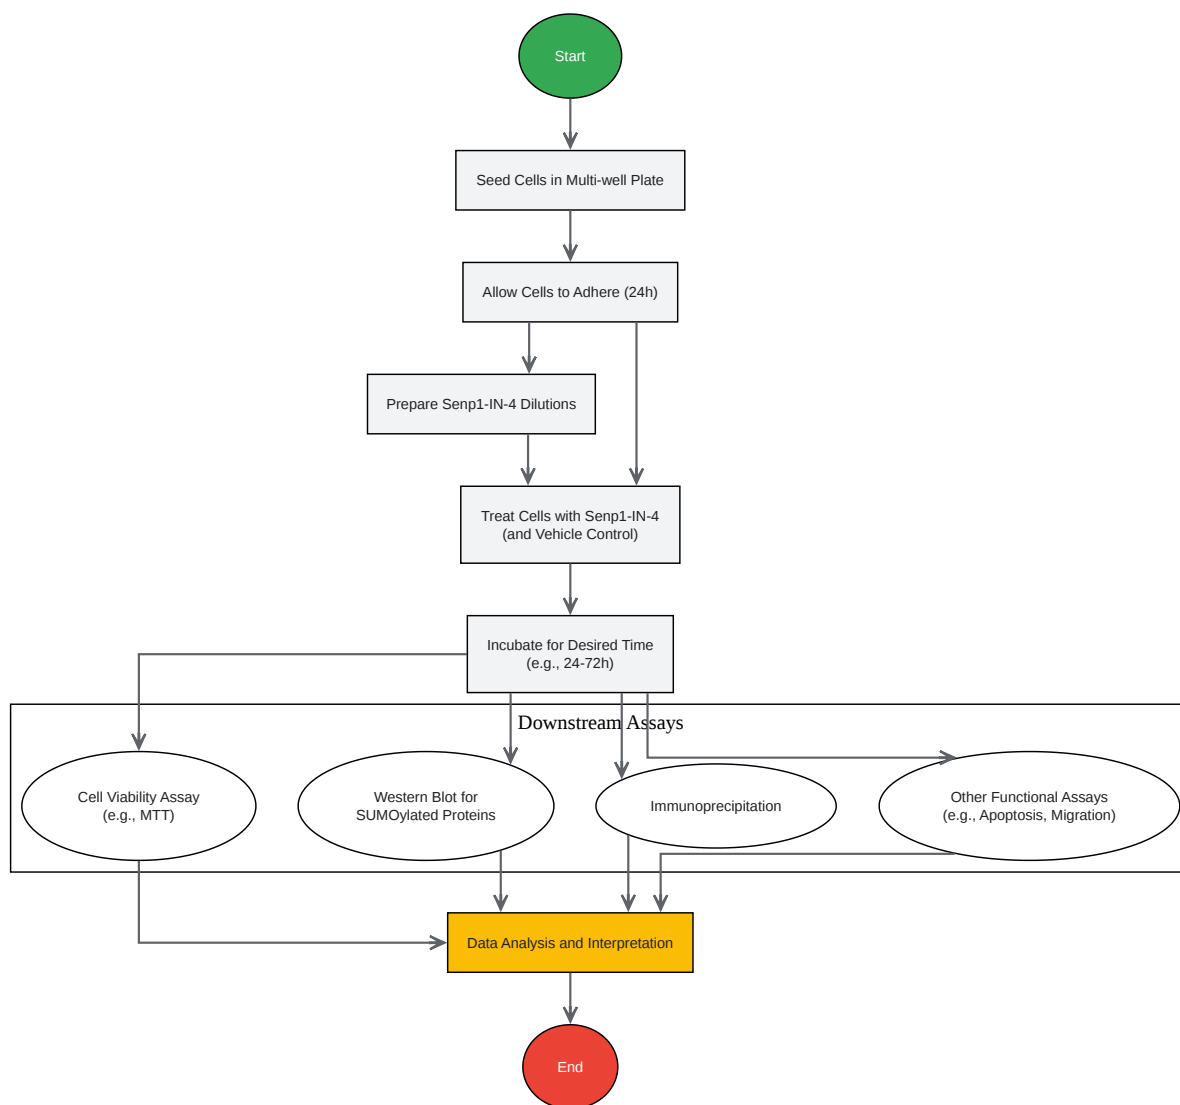 Start
Seed Cells in Multi-well Plate
Allow Cells to Adhere (24h)
Prepare Senp1-IN-4 Dilutions
Treat Cells with Senp1-IN-4
(and Vehicle Control)
Incubate for Desired Time
(e.g., 24-72h)
Downstream Assays
Cell Viability Assay
(e.g., MTT)
Western Blot for
SUMOylated Proteins
Immunoprecipitation
Other Functional Assays
(e.g., Apoptosis, Migration)
Data Analysis and Interpretation
End